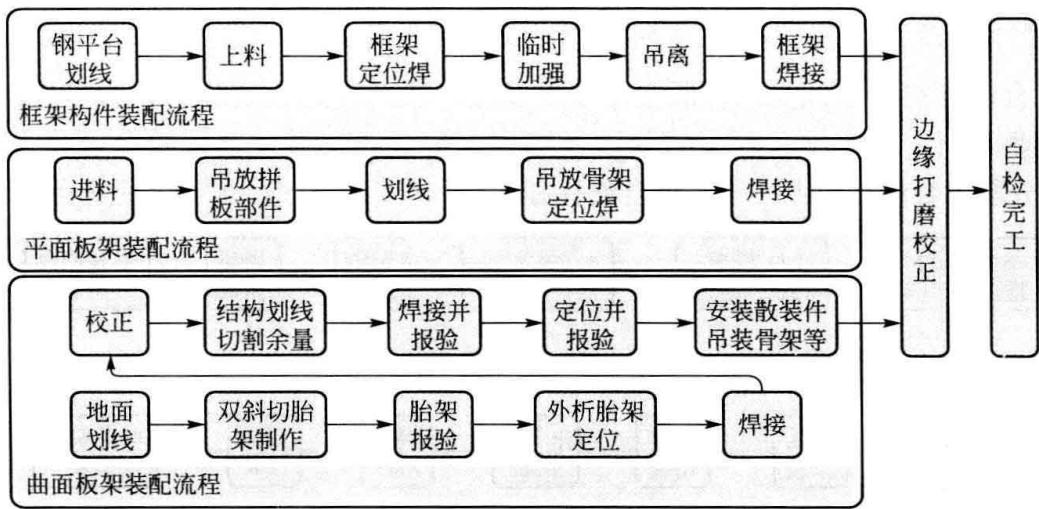 钢平台
划线
上料
框架
定位焊
临时
加强
吊离
框架
焊接
框架构件装配流程
进料
吊放拼
板部件
划线
吊放骨架
定位焊
焊接
平面板架装配流程
校正
结构划线
切割余量
焊接并
报验
定位并
报验
安装散装件
吊装骨架等
地面
划线
双斜切胎
架制作
胎架
报验
外析胎架
定位
焊接
曲面板架装配流程
边缘打磨校正
自检完工